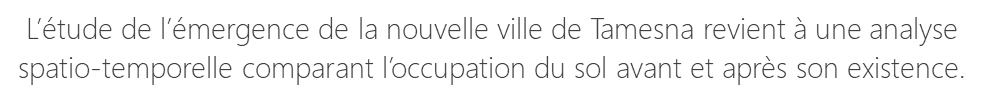 L’étude de l’émergence de la nouvelle ville de Tamesna revient à une analyse
spatio-temporelle comparant l’occupation du sol avant et après son existence.